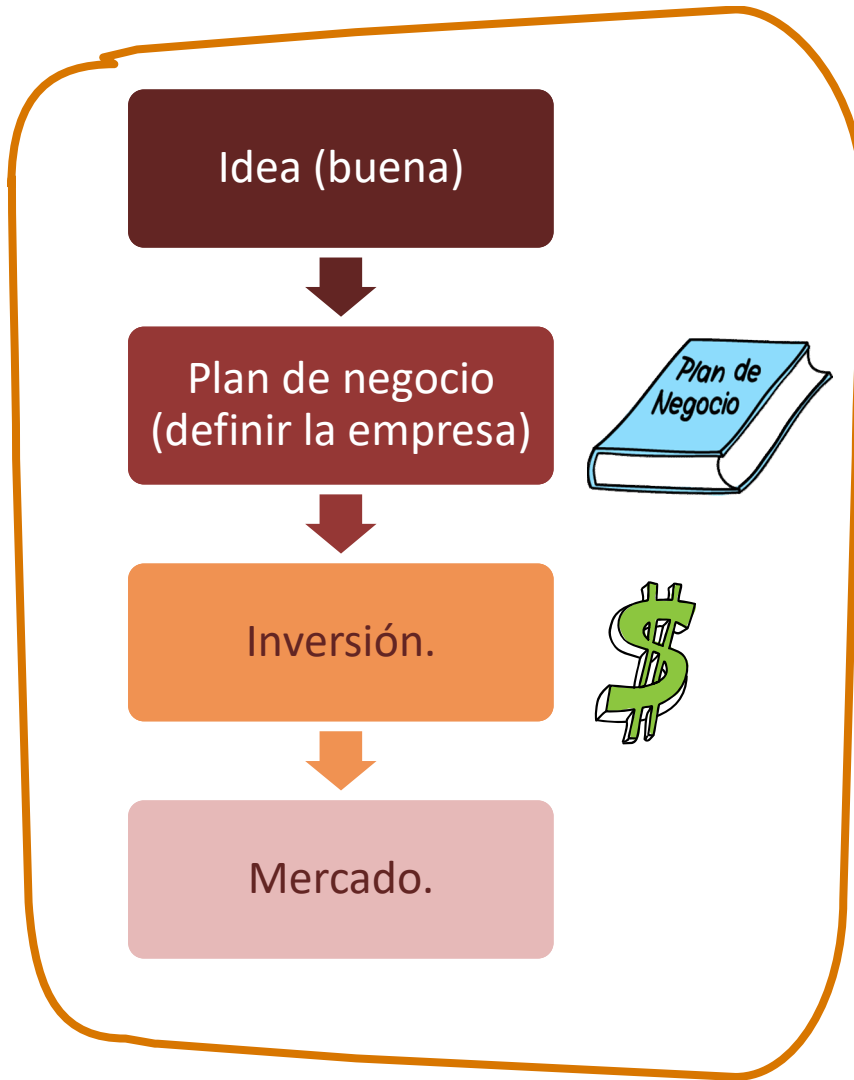 Idea (buena)
Plan de negocio
(definir la empresa)
Plan de
Negocio
Inversión.
$
Mercado.